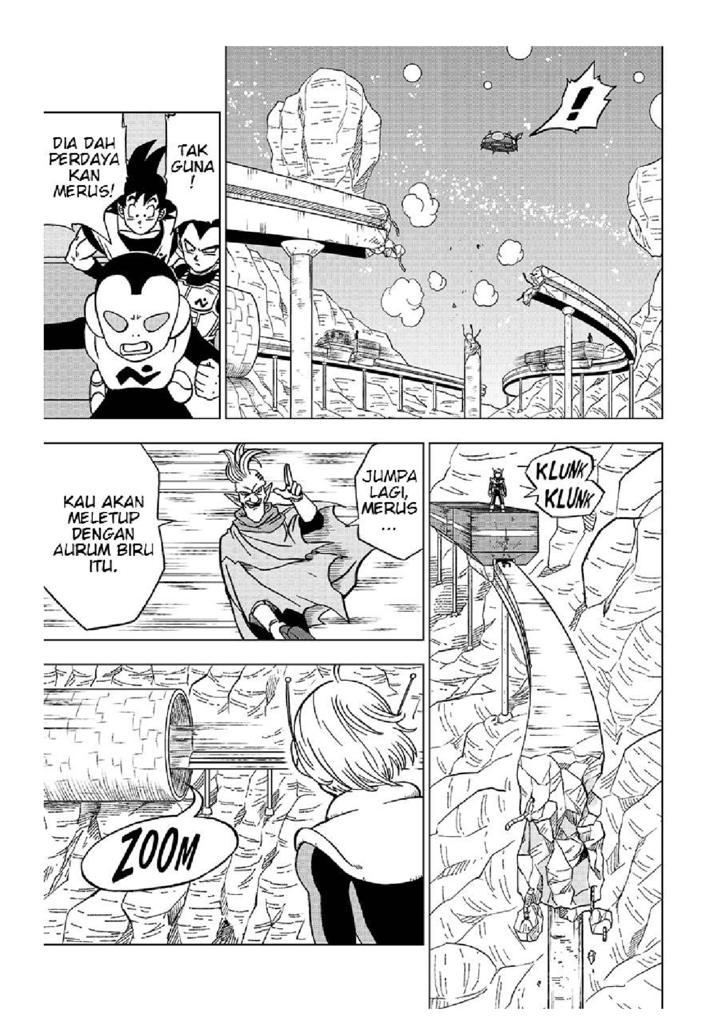 !
TAK
GUNA
!
DIA DAH
PERDAYA
KAN
MERUS!
KLUNK
KLUNK
JUMPA
LAGI,
MERUS
...
KAU AKAN
MELETUP
DENGAN
AURUM BIRU
ITU.
ZOOM